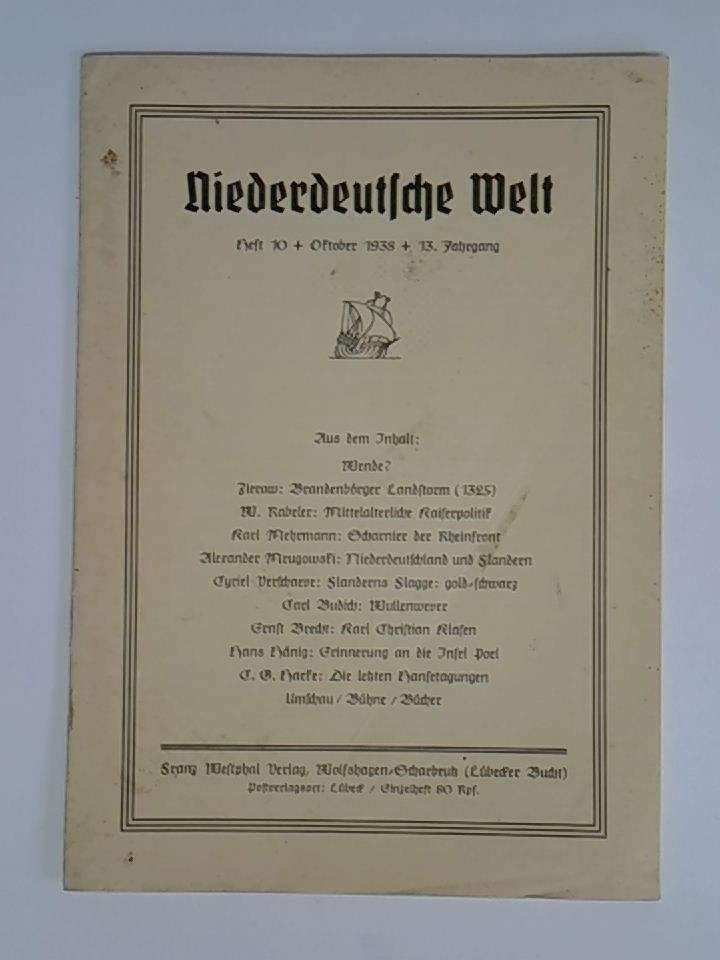 Niederdeutsche Welt
Heft 10 + Oktober 1938 + 13. Jahrgang
Aus dem Inhalt:
Wende?
Zierow: Brandenbörger Landstorm (1325)
W. Kabeler: Mittelalterliche Kaiserpolitik
Karl Mehrmann: Scharnier der Rheinfront
Alexander Mrugowski: Niederdeutschland und Flandern
Cyriel Verschaeve: Flanderns Flagge: gold-schwarz
Carl Budich: Wullenwever
Ernst Brecht: Karl Christian Klasen
Hans Hänig: Erinnerung an die Insel Poel
C. G. Harke: Die letzten Hansetagungen
Umschau / Bühne / Bücher
Franz Westphal Verlag, Wolfshagen-Scharbeutz (Lübecker Bucht)
Postverlagsort: Lübeck / Einzelheft 80 Rpf.